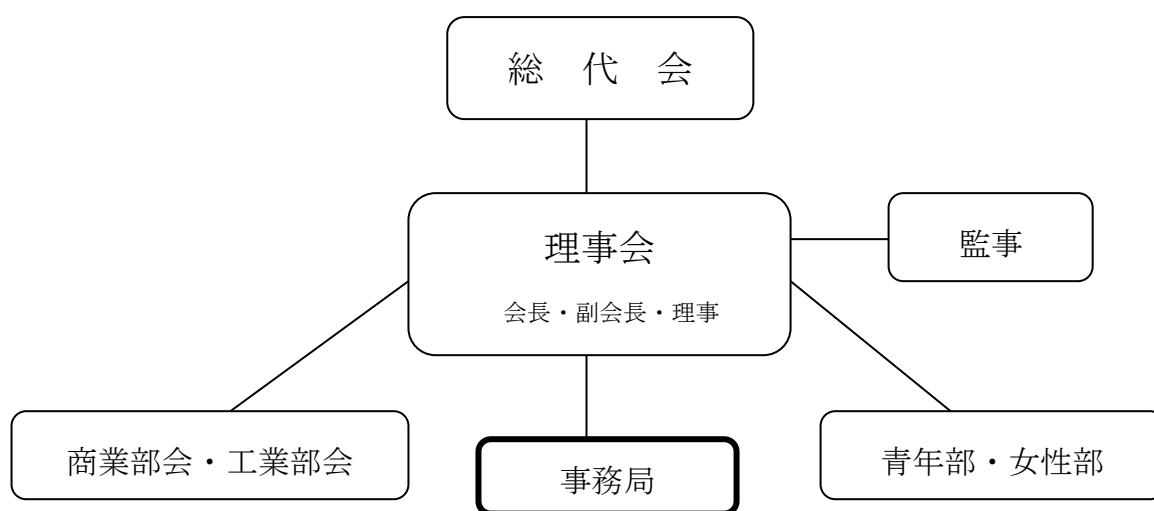 総　代　会
理事会
会長・副会長・理事
監事
商業部会・工業部会
事務局
青年部・女性部